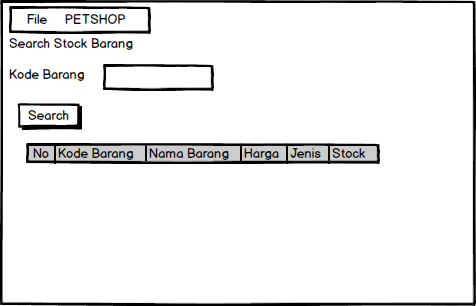 File PETSHOP
Search Stock Barang
Kode Barang
Search
No Kode Barang Nama Barang Harga Jenis Stock